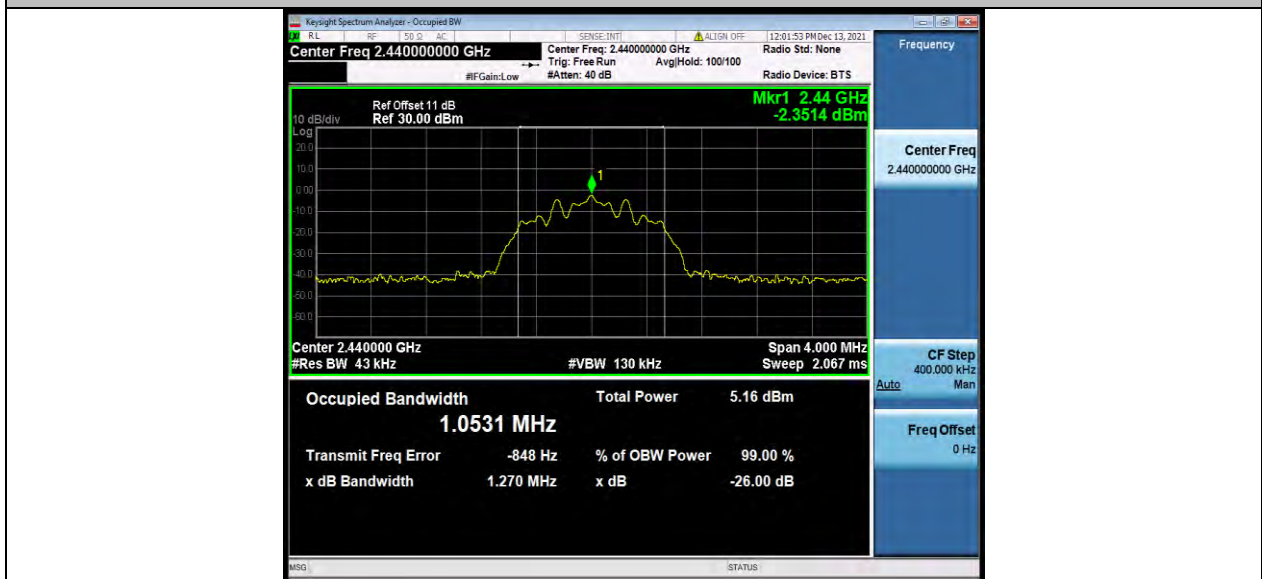 Keysight Spectrum Analyzer - Occupied BW
RL RF 50 Ω AC SENSE:INT ALIGN OFF 12:01:53 PM Dec 13, 2021
Center Freq 2.440000000 GHz
Center Freq: 2.440000000 GHz
Radio Std: None
Trig: Free Run Avg|Hold: 100/100
#IFGain:Low
#Atten: 40 dB
Radio Device: BTS
Mkr1 2.44 GHz
-2.3514 dBm
Ref Offset 11 dB
10 dB/div Ref 30.00 dBm
Log
20.0
10.0
0.00
-10.0
-20.0
-30.0
-40.0
-50.0
-60.0
1
Center 2.440000 GHz
Span 4.000 MHz
#Res BW 43 kHz
#VBW 130 kHz
Sweep 2.067 ms
Occupied Bandwidth
1.0531 MHz
Total Power 5.16 dBm
Transmit Freq Error -848 Hz
% of OBW Power 99.00 %
x dB Bandwidth 1.270 MHz
x dB -26.00 dB
Frequency
Center Freq
2.440000000 GHz
CF Step
400.000 kHz
Auto Man
Freq Offset
0 Hz
MSG
STATUS